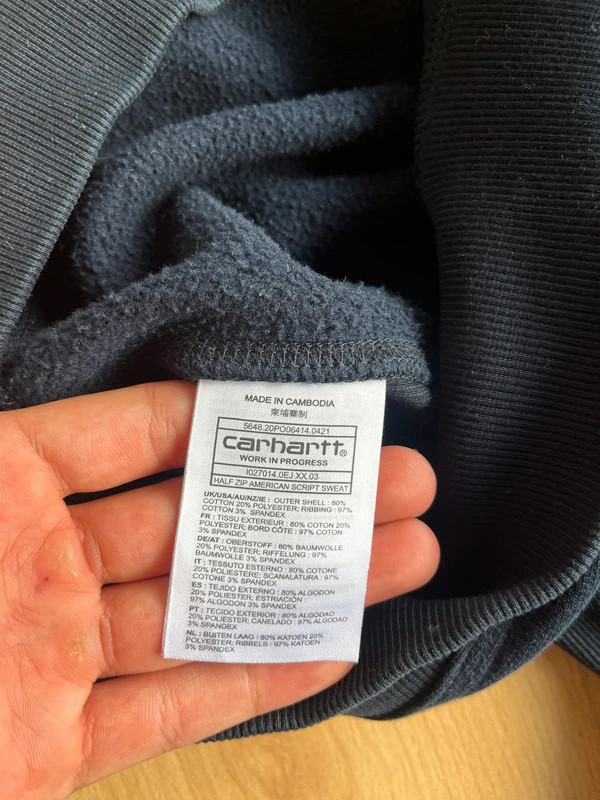 MADE IN CAMBODIA
柬埔寨制
5648.20PO06414.0421
carhartt®
WORK IN PROGRESS
I027014.0EJ.XX.03
HALF ZIP AMERICAN SCRIPT SWEAT
UK/USA/AU/NZ/IE : OUTER SHELL : 80%
COTTON 20% POLYESTER; RIBBING : 97%
COTTON 3% SPANDEX
FR : TISSU EXTERIEUR : 80% COTON 20%
POLYESTER; BORD CÔTE : 97% COTON
3% SPANDEX
DE/AT : OBERSTOFF : 80% BAUMWOLLE
20% POLYESTER; RIFFELUNG : 97%
BAUMWOLLE 3% SPANDEX
IT : TESSUTO ESTERNO : 80% COTONE
20% POLIESTERE; SCANALATURA : 97%
COTONE 3% SPANDEX
ES : TEJIDO EXTERNO : 80% ALGODON
20% POLIESTER; ESTRIACIÓN :
97% ALGODON 3% SPANDEX
PT : TECIDO EXTERIOR : 80% ALGODAO
20% POLIESTER; CANELADO : 97% ALGODAO
3% SPANDEX
NL : BUITEN LAAG : 80% KATOEN 20%
POLYESTER; RIBBELS : 97% KATOEN
3% SPANDEX